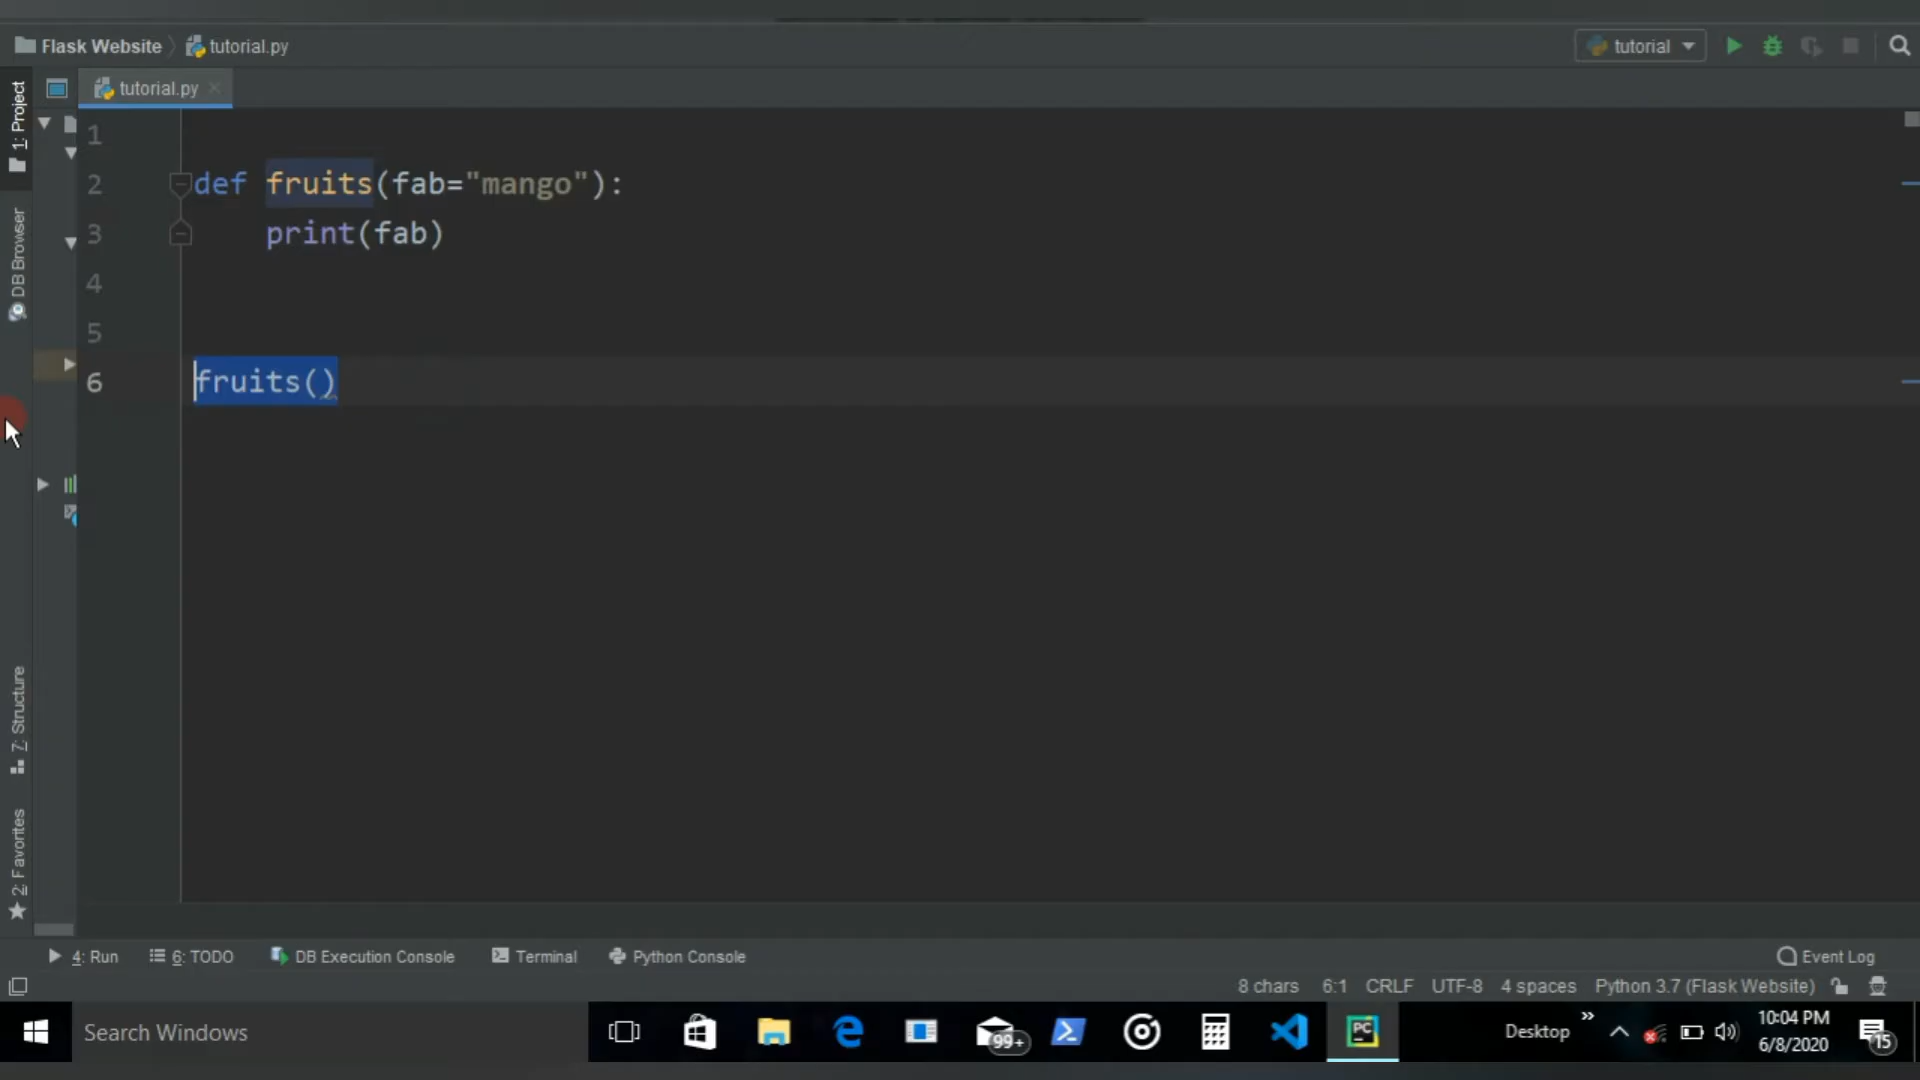 Flask Website
tutorial.py
tutorial
tutorial.py
1: Project
DB Browser
7: Structure
2: Favorites
1
2 def fruits(fab="mango"):
3     print(fab)
4
5
6 fruits()
4: Run
6: TODO
DB Execution Console
Terminal
Python Console
Event Log
8 chars
6:1
CRLF
UTF-8
4 spaces
Python 3.7 (Flask Website)
Search Windows
99+
PC
Desktop
10:04 PM
6/8/2020
15